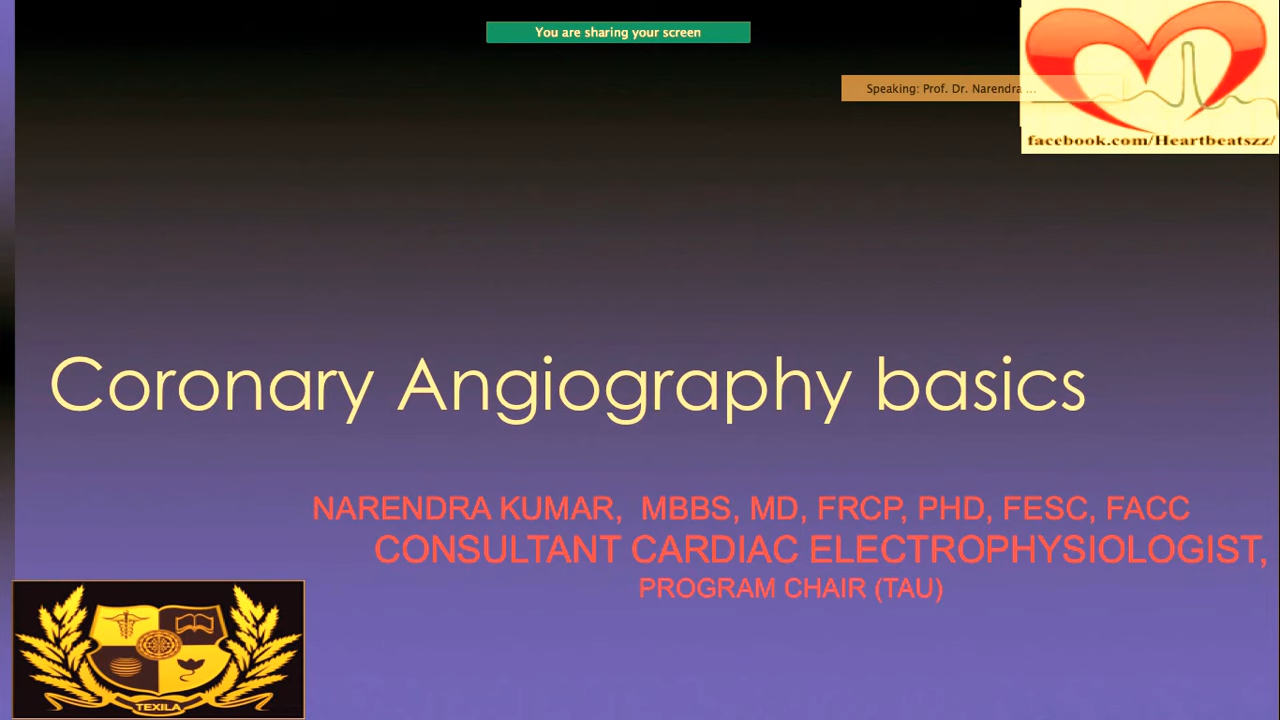 You are sharing your screen
Speaking: Prof. Dr. Narendra ...
facebook.com/Heartbeatszz/
Coronary Angiography basics
NARENDRA KUMAR, MBBS, MD, FRCP, PHD, FESC, FACC
CONSULTANT CARDIAC ELECTROPHYSIOLOGIST,
PROGRAM CHAIR (TAU)
TEXILA